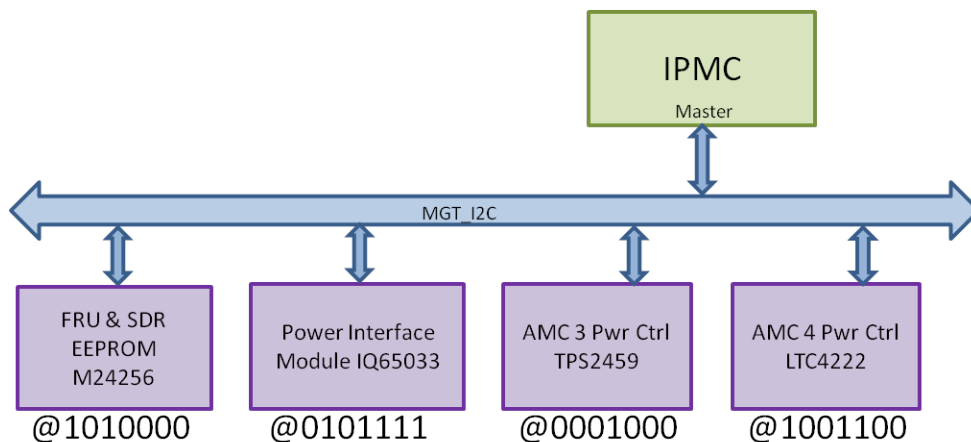 IPMC
Master
MGT_I2C
FRU & SDR
EEPROM
M24256
@1010000
Power Interface
Module IQ65033
@0101111
AMC 3 Pwr Ctrl
TPS2459
@0001000
AMC 4 Pwr Ctrl
LTC4222
@1001100